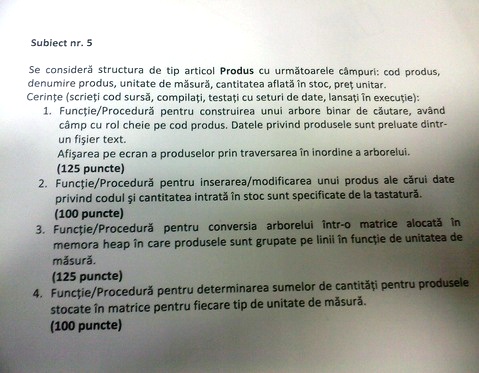 Subiect nr. 5
Se consideră structura de tip articol Produs cu următoarele câmpuri: cod produs,
denumire produs, unitate de măsură, cantitatea aflată în stoc, preț unitar.
Cerințe (scrieți cod sursă, compilați, testați cu seturi de date, lansați în execuție):
1. Funcție/Procedură pentru construirea unui arbore binar de căutare, având
câmp cu rol cheie pe cod produs. Datele privind produsele sunt preluate dintr-
un fișier text.
Afișarea pe ecran a produselor prin traversarea în inordine a arborelui.
(125 puncte)
2. Funcție/Procedură pentru inserarea/modificarea unui produs ale cărui date
privind codul și cantitatea intrată în stoc sunt specificate de la tastatură.
(100 puncte)
3. Funcție/Procedură pentru conversia arborelui într-o matrice alocată în
memora heap în care produsele sunt grupate pe linii în funcție de unitatea de
măsură.
(125 puncte)
4. Funcție/Procedură pentru determinarea sumelor de cantități pentru produsele
stocate în matrice pentru fiecare tip de unitate de măsură.
(100 puncte)